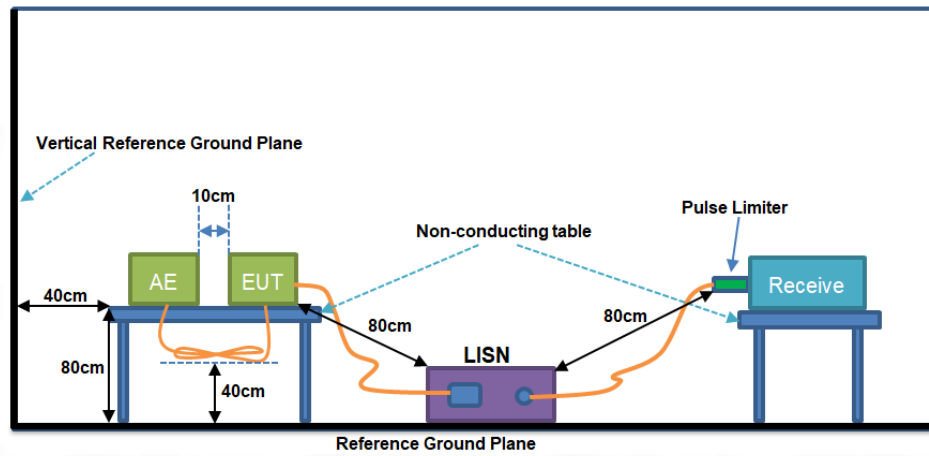 Vertical Reference Ground Plane
10cm
Pulse Limiter
Non-conducting table
AE
EUT
Receive
40cm
80cm
80cm
80cm
LISN
40cm
Reference Ground Plane